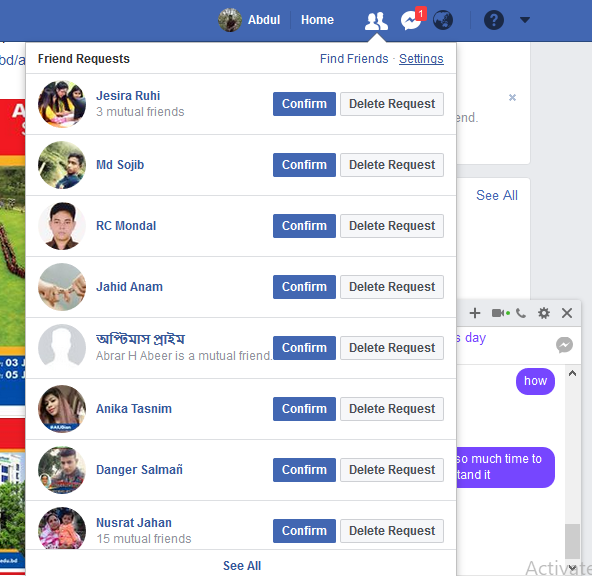 Abdul
Home
1
Friend Requests
Find Friends · Settings
Jesira Ruhi
3 mutual friends
Confirm
Delete Request
Md Sojib
Confirm
Delete Request
RC Mondal
Confirm
Delete Request
Jahid Anam
Confirm
Delete Request
অপ্টিমাস প্রাইম
Abrar H Abeer is a mutual friend.
Confirm
Delete Request
Anika Tasnim
Confirm
Delete Request
Danger Salmañ
Confirm
Delete Request
Nusrat Jahan
15 mutual friends
Confirm
Delete Request
See All
bd/a
03 J
05 J
edu.bd
end.
See All
s day
how
so much time to
tand it
Activate